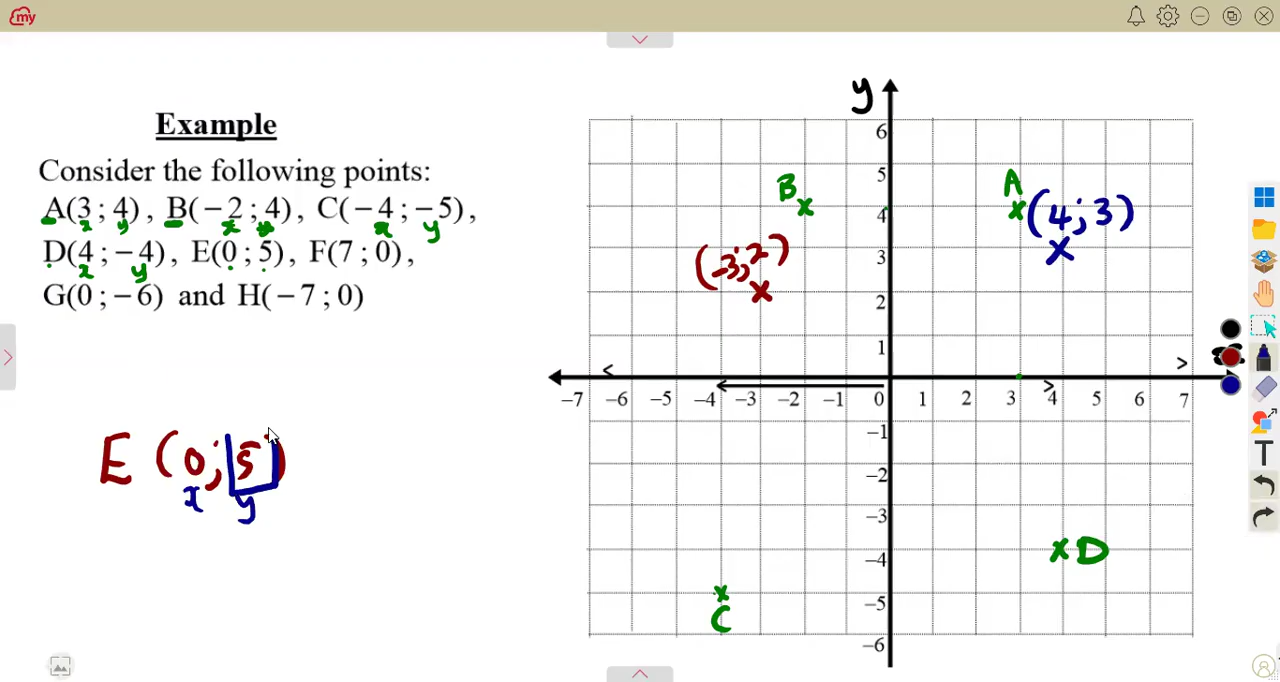 my
Example
Consider the following points:
A(3 ; 4), B(−2 ; 4), C(−4 ; −5),
x y x x y
D(4 ; −4), E(0 ; 5), F(7 ; 0),
x y
G(0 ; −6) and H(−7 ; 0)
E (0; 5)
x y
y
6
5
4
3
2
1
−7 −6 −5 −4 −3 −2 −1 0 1 2 3 4 5 6 7
−1
−2
−3
−4
−5
−6
B x
A
x (4; 3)
x
(-3; 2)
x
x D
x
C
T